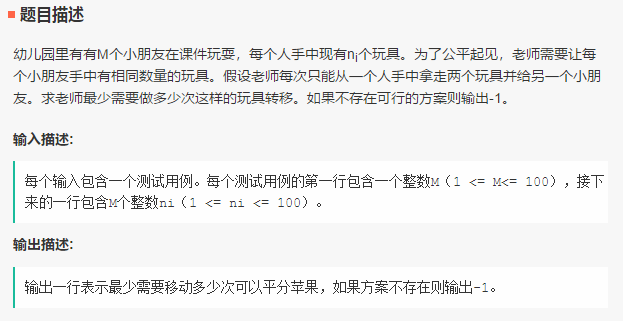 题目描述
幼儿园里有有M个小朋友在课件玩耍，每个人手中现有ni个玩具。为了公平起见，老师需要让每
个小朋友手中有相同数量的玩具。假设老师每次只能从一个人手中拿走两个玩具并给另一个小朋
友。求老师最少需要做多少次这样的玩具转移。如果不存在可行的方案则输出-1。
输入描述:
每个输入包含一个测试用例。每个测试用例的第一行包含一个整数M（1 <= M<= 100），接下
来的一行包含M个整数ni（1 <= ni <= 100）。
输出描述:
输出一行表示最少需要移动多少次可以平分苹果，如果方案不存在则输出-1。